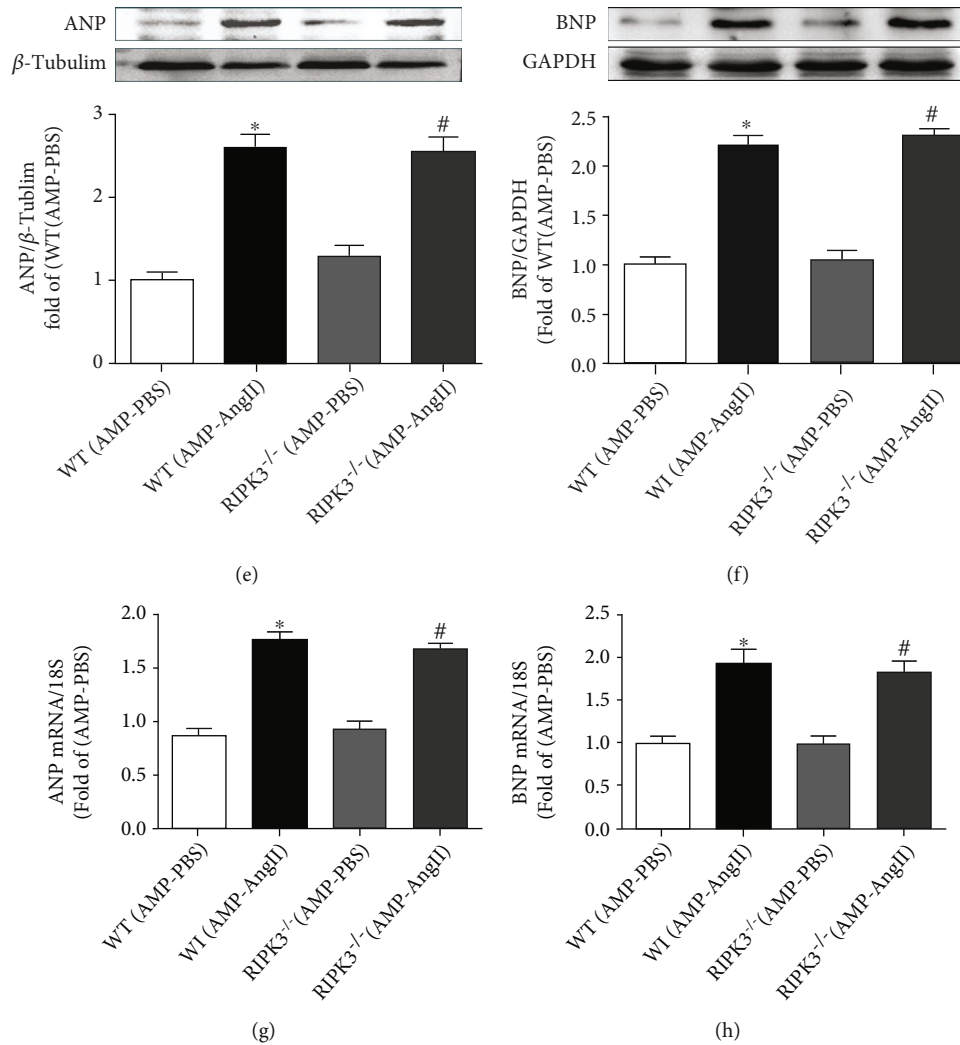 ANP
β-Tubulim
3
2
1
0
ANP/β-Tublim
fold of (WT(AMP-PBS)
*
#
WT (AMP-PBS)
WT (AMP-AngII)
RIPK3-/- (AMP-PBS)
RIPK3-/-(AMP-AngII)
(e)
BNP
GAPDH
2.5
2.0
1.5
1.0
0.5
0.0
BNP/GAPDH
(Fold of WT(AMP-PBS)
*
#
WT (AMP-PBS)
WI (AMP-AngII)
RIPK3-/-(AMP-PBS)
RIPK3-/-(AMP-AngII)
(f)
2.0
1.5
1.0
0.5
0.0
ANP mRNA/18S
(Fold of (AMP-PBS)
*
#
WT (AMP-PBS)
WI (AMP-AngII)
RIPK3-/-(AMP-PBS)
RIPK3-/-(AMP-AngII)
(g)
2.5
2.0
1.5
1.0
0.5
0.0
BNP mRNA/18S
(Fold of (AMP-PBS)
*
#
WT (AMP-PBS)
WI (AMP-AngII)
RIPK3-/-(AMP-PBS)
RIPK3-/-(AMP-AngII)
(h)